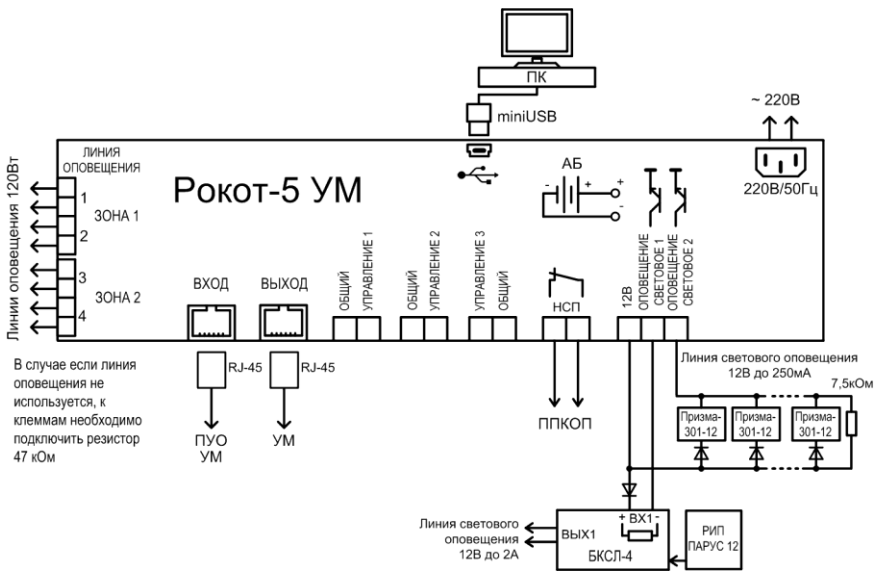 ПК
miniUSB
~ 220В
ЛИНИЯ
ОПОВЕЩЕНИЯ
Линии оповещения 120Вт
1
2
ЗОНА 1
3
4
ЗОНА 2
Рокот-5 УМ
АБ
- +
+
-
220В/50Гц
ВХОД
ВЫХОД
ОБЩИЙ
УПРАВЛЕНИЕ 1
ОБЩИЙ
УПРАВЛЕНИЕ 2
УПРАВЛЕНИЕ 3
ОБЩИЙ
НСП
12В
ОПОВЕЩЕНИЕ
СВЕТОВОЕ 1
ОПОВЕЩЕНИЕ
СВЕТОВОЕ 2
В случае если линия
оповещения не
используется, к
клеммам необходимо
подключить резистор
47 кОм
RJ-45
RJ-45
ПУО
УМ
УМ
ППКОП
Линия светового оповещения
12В до 250мА
7,5кОм
Призма-
301-12
Призма-
301-12
Призма-
301-12
Линия светового
оповещения
12В до 2А
ВЫХ1
+ ВХ1 -
БКСЛ-4
РИП
ПАРУС 12